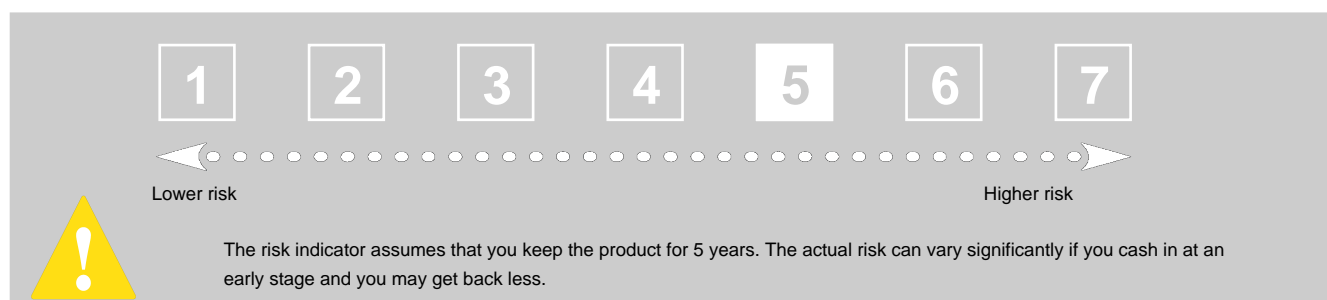 1 2 3 4 5 6 7
Lower risk Higher risk
!
The risk indicator assumes that you keep the product for 5 years. The actual risk can vary significantly if you cash in at an
early stage and you may get back less.